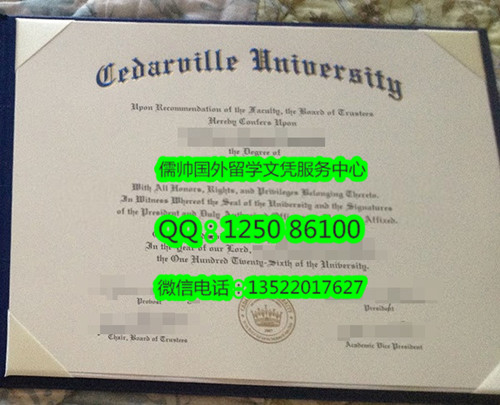 Cedarville University
Upon Recommendation of the Faculty, the Board of Trustees
Hereby Confers Upon
the Degree of
儒帅国外留学文凭服务中心
With All Honors, Rights, and Privileges Belonging Thereto.
In Witness Whereof the Seal of the University and the Signatures
of the President and Duly Authorized Affixed.
QQ：1250 86100
In the Year of our Lord,
the One Hundred Twenty-Sixth of the University.
微信电话：13522017627
President
Chair, Board of Trustees
Academic Vice President